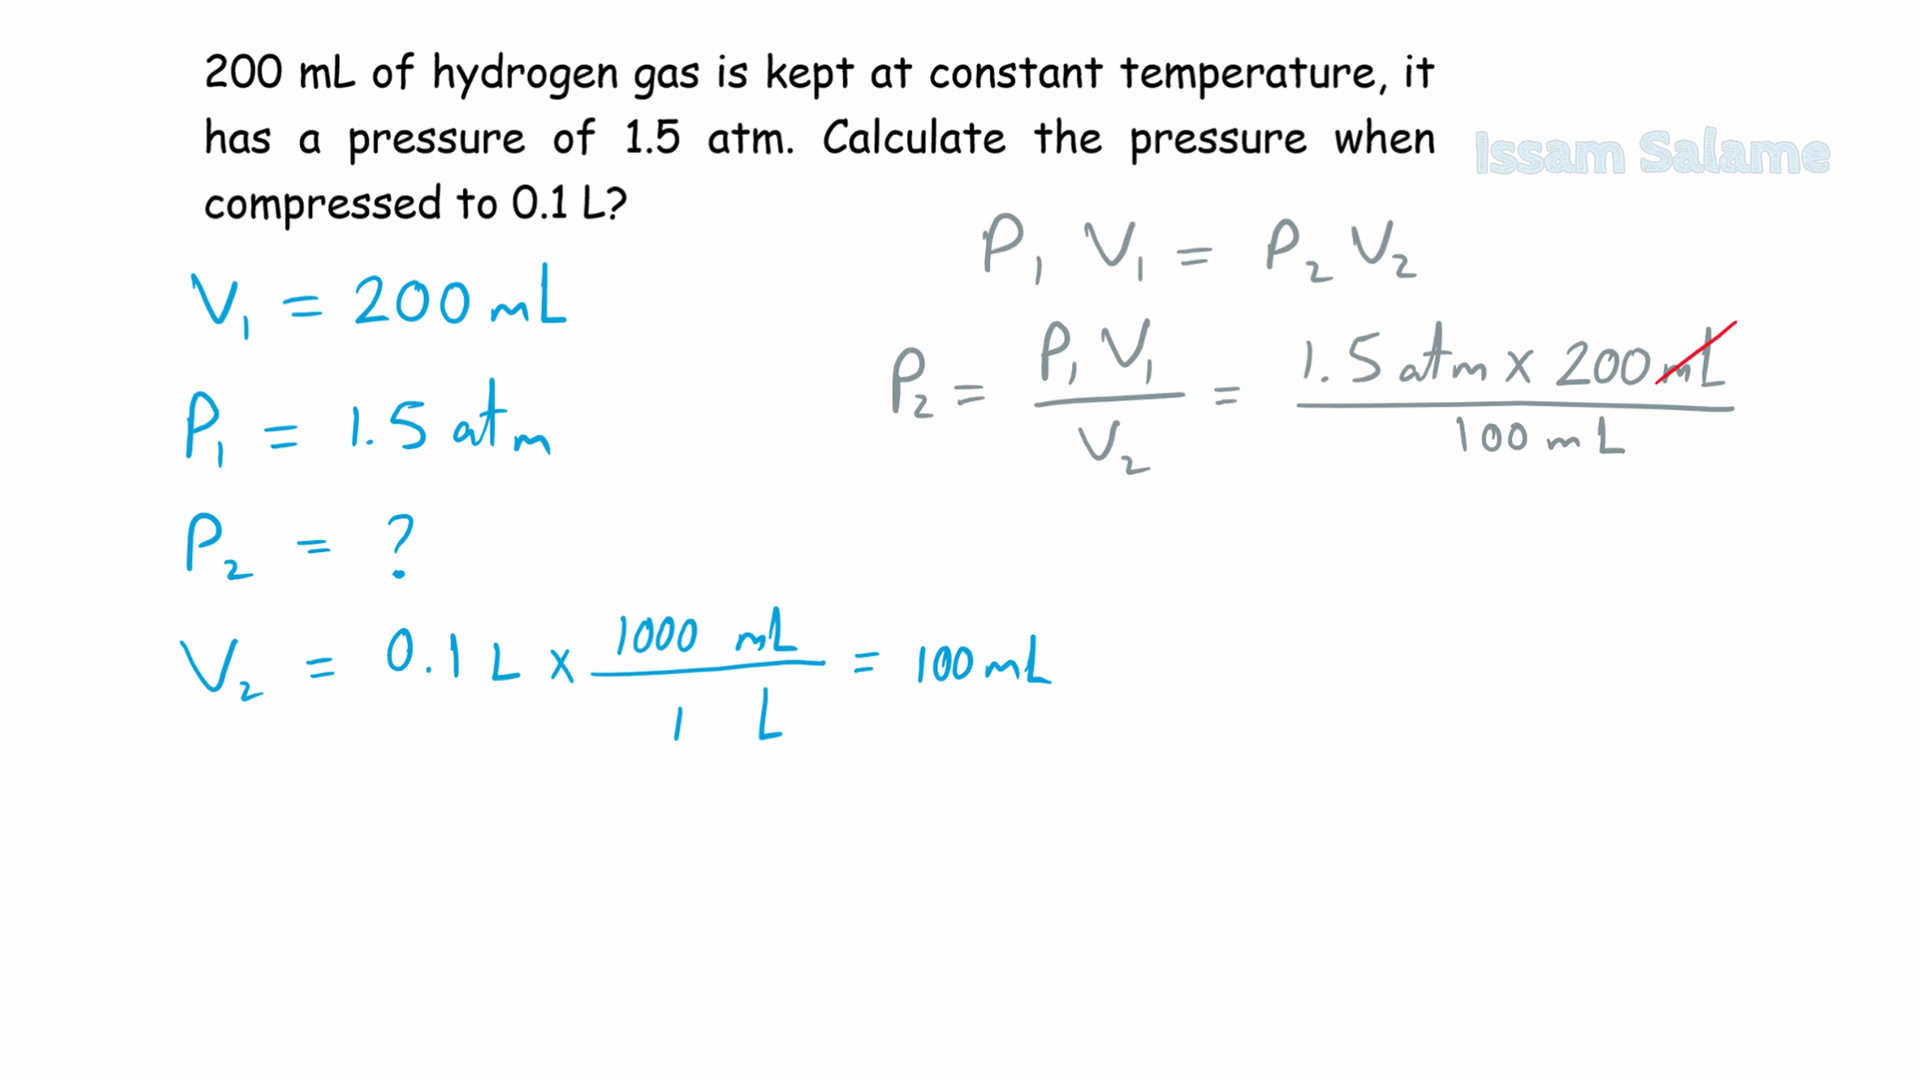 200 mL of hydrogen gas is kept at constant temperature, it
has a pressure of 1.5 atm. Calculate the pressure when
compressed to 0.1 L?
Issam Salame
V₁ = 200 mL
P₁ = 1.5 atm
P₂ = ?
V₂ = 0.1 L x 1000 mL / 1 L = 100 mL
P₁ V₁ = P₂ V₂
P₂ = P₁ V₁ / V₂ = 1.5 atm x 200 mL / 100 mL